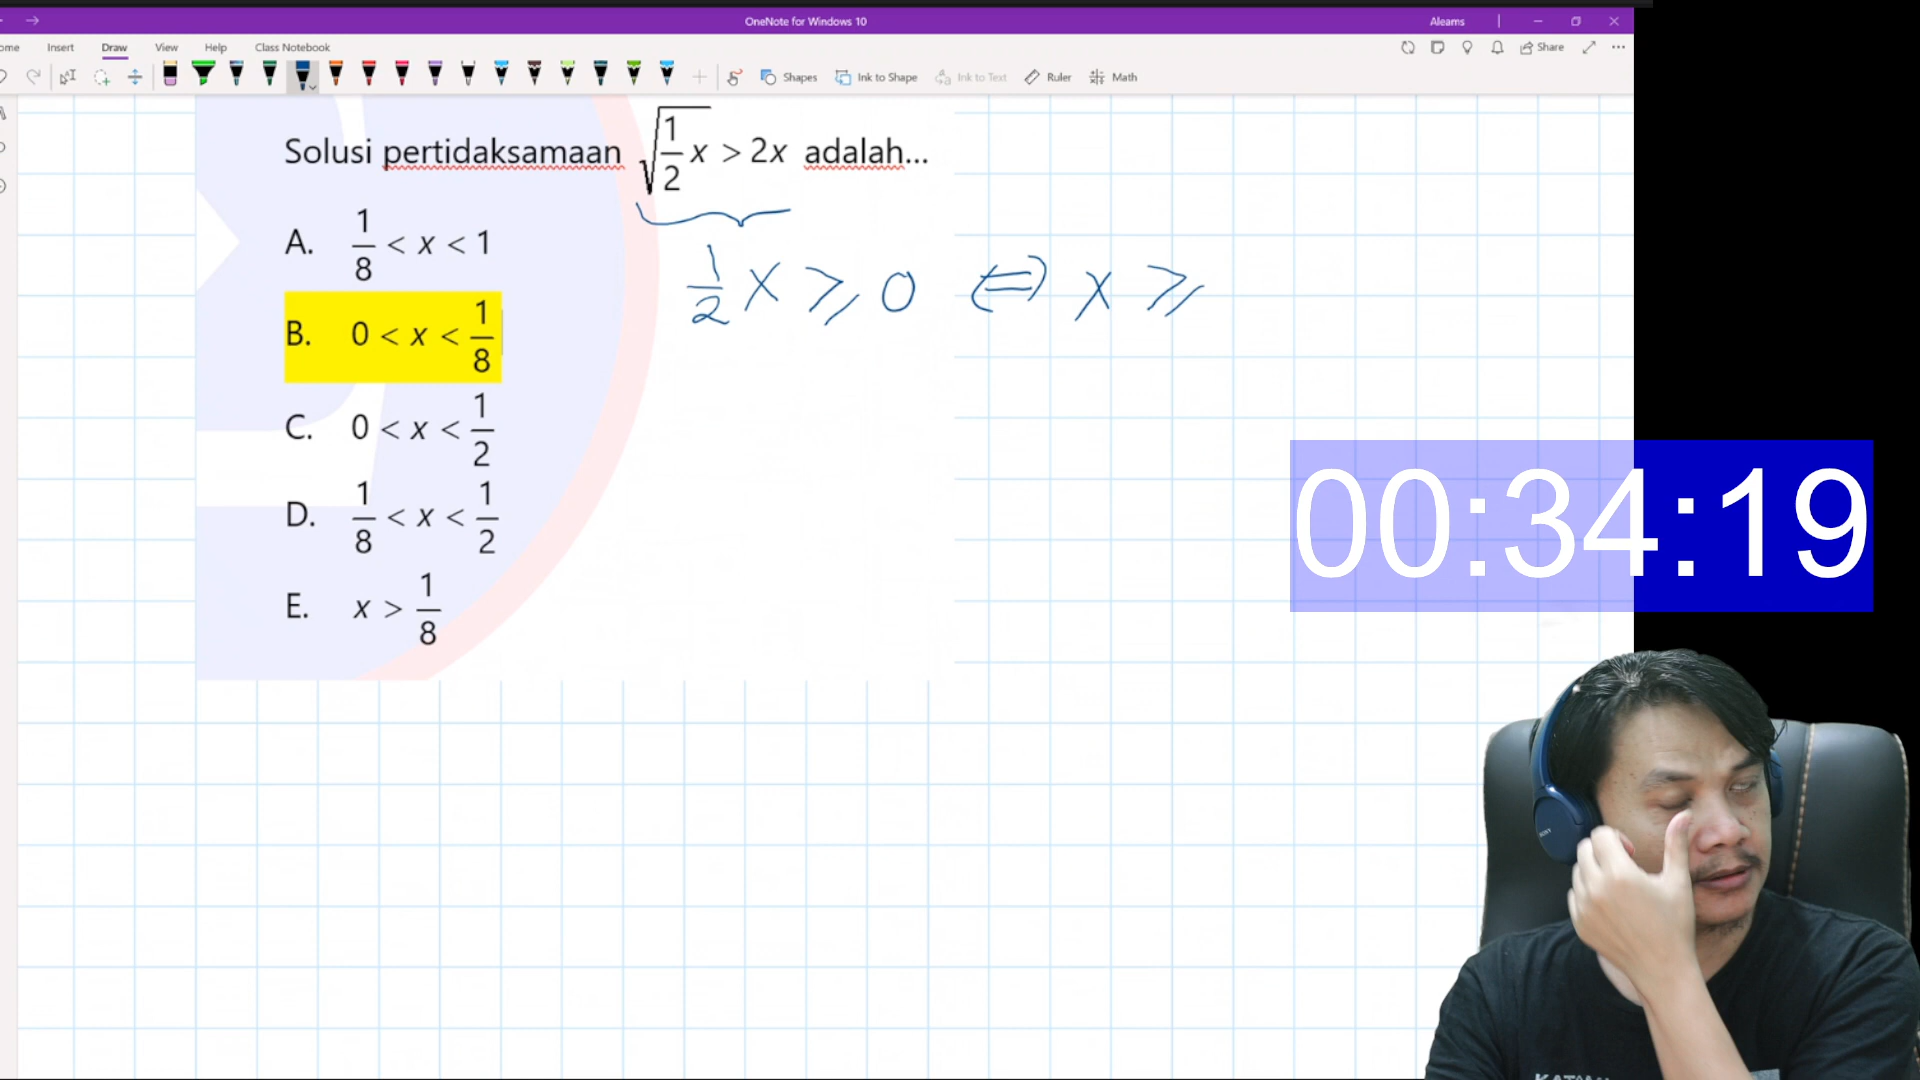 OneNote for Windows 10
Aleams
ome Insert Draw View Help Class Notebook
Share
Shapes Ink to Shape Ink to Text Ruler Math
Solusi pertidaksamaan √(1/2 x) > 2x adalah...
1/2 x ≥ 0 ⇔ x ≥
A. 1/8 < x < 1
B. 0 < x < 1/8
C. 0 < x < 1/2
D. 1/8 < x < 1/2
E. x > 1/8
00:34:19
SONY